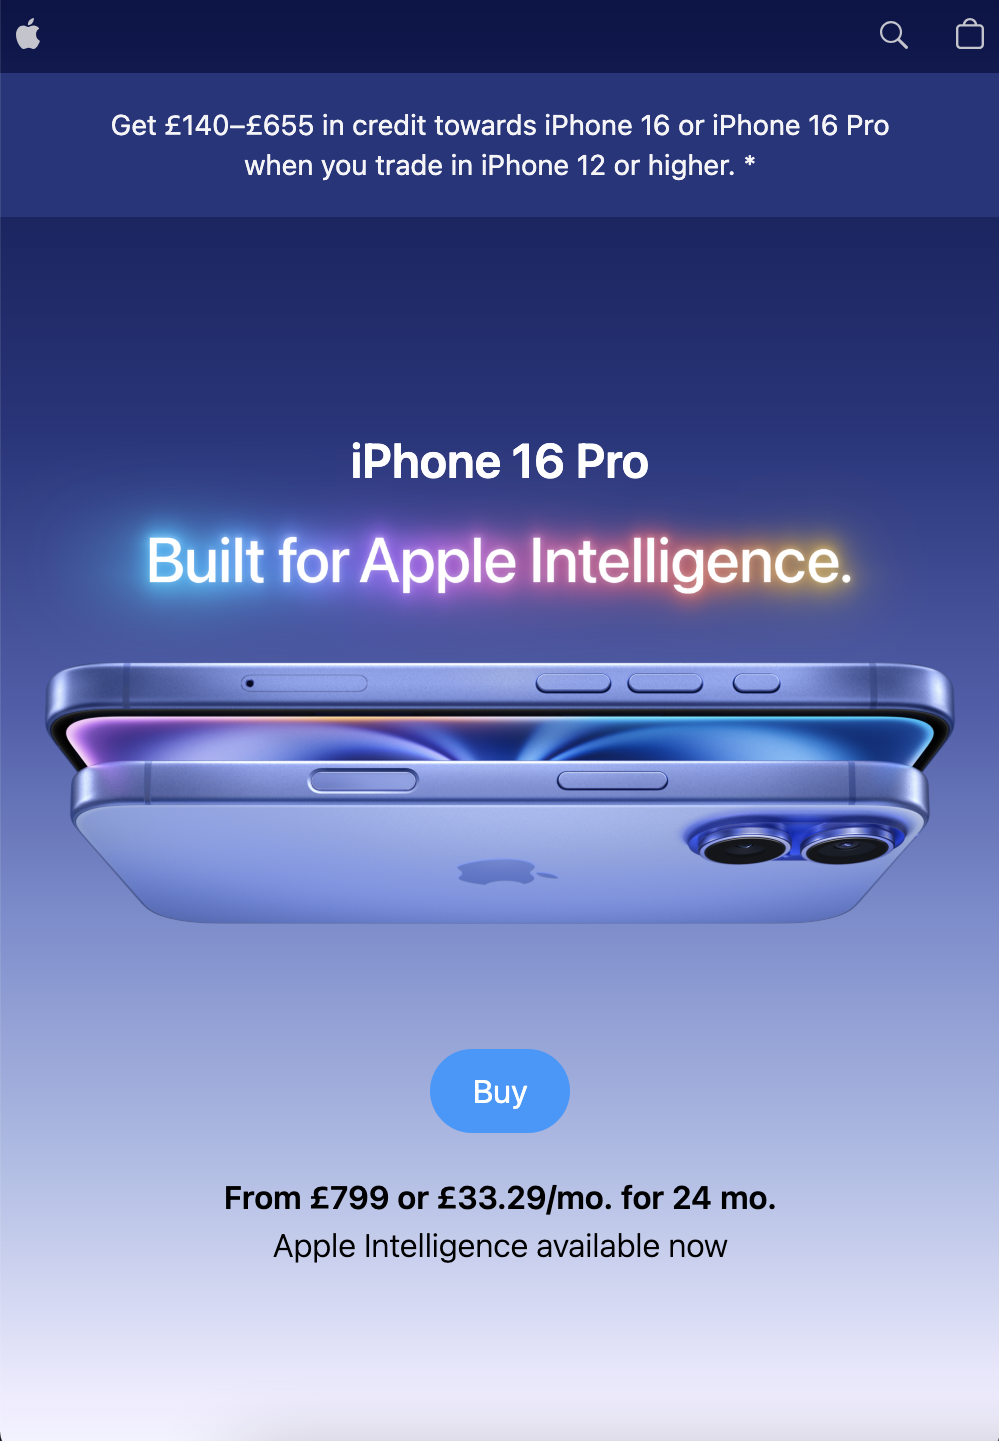 Get £140–£655 in credit towards iPhone 16 or iPhone 16 Pro
when you trade in iPhone 12 or higher. *
iPhone 16 Pro
Built for Apple Intelligence.
Buy
From £799 or £33.29/mo. for 24 mo.
Apple Intelligence available now